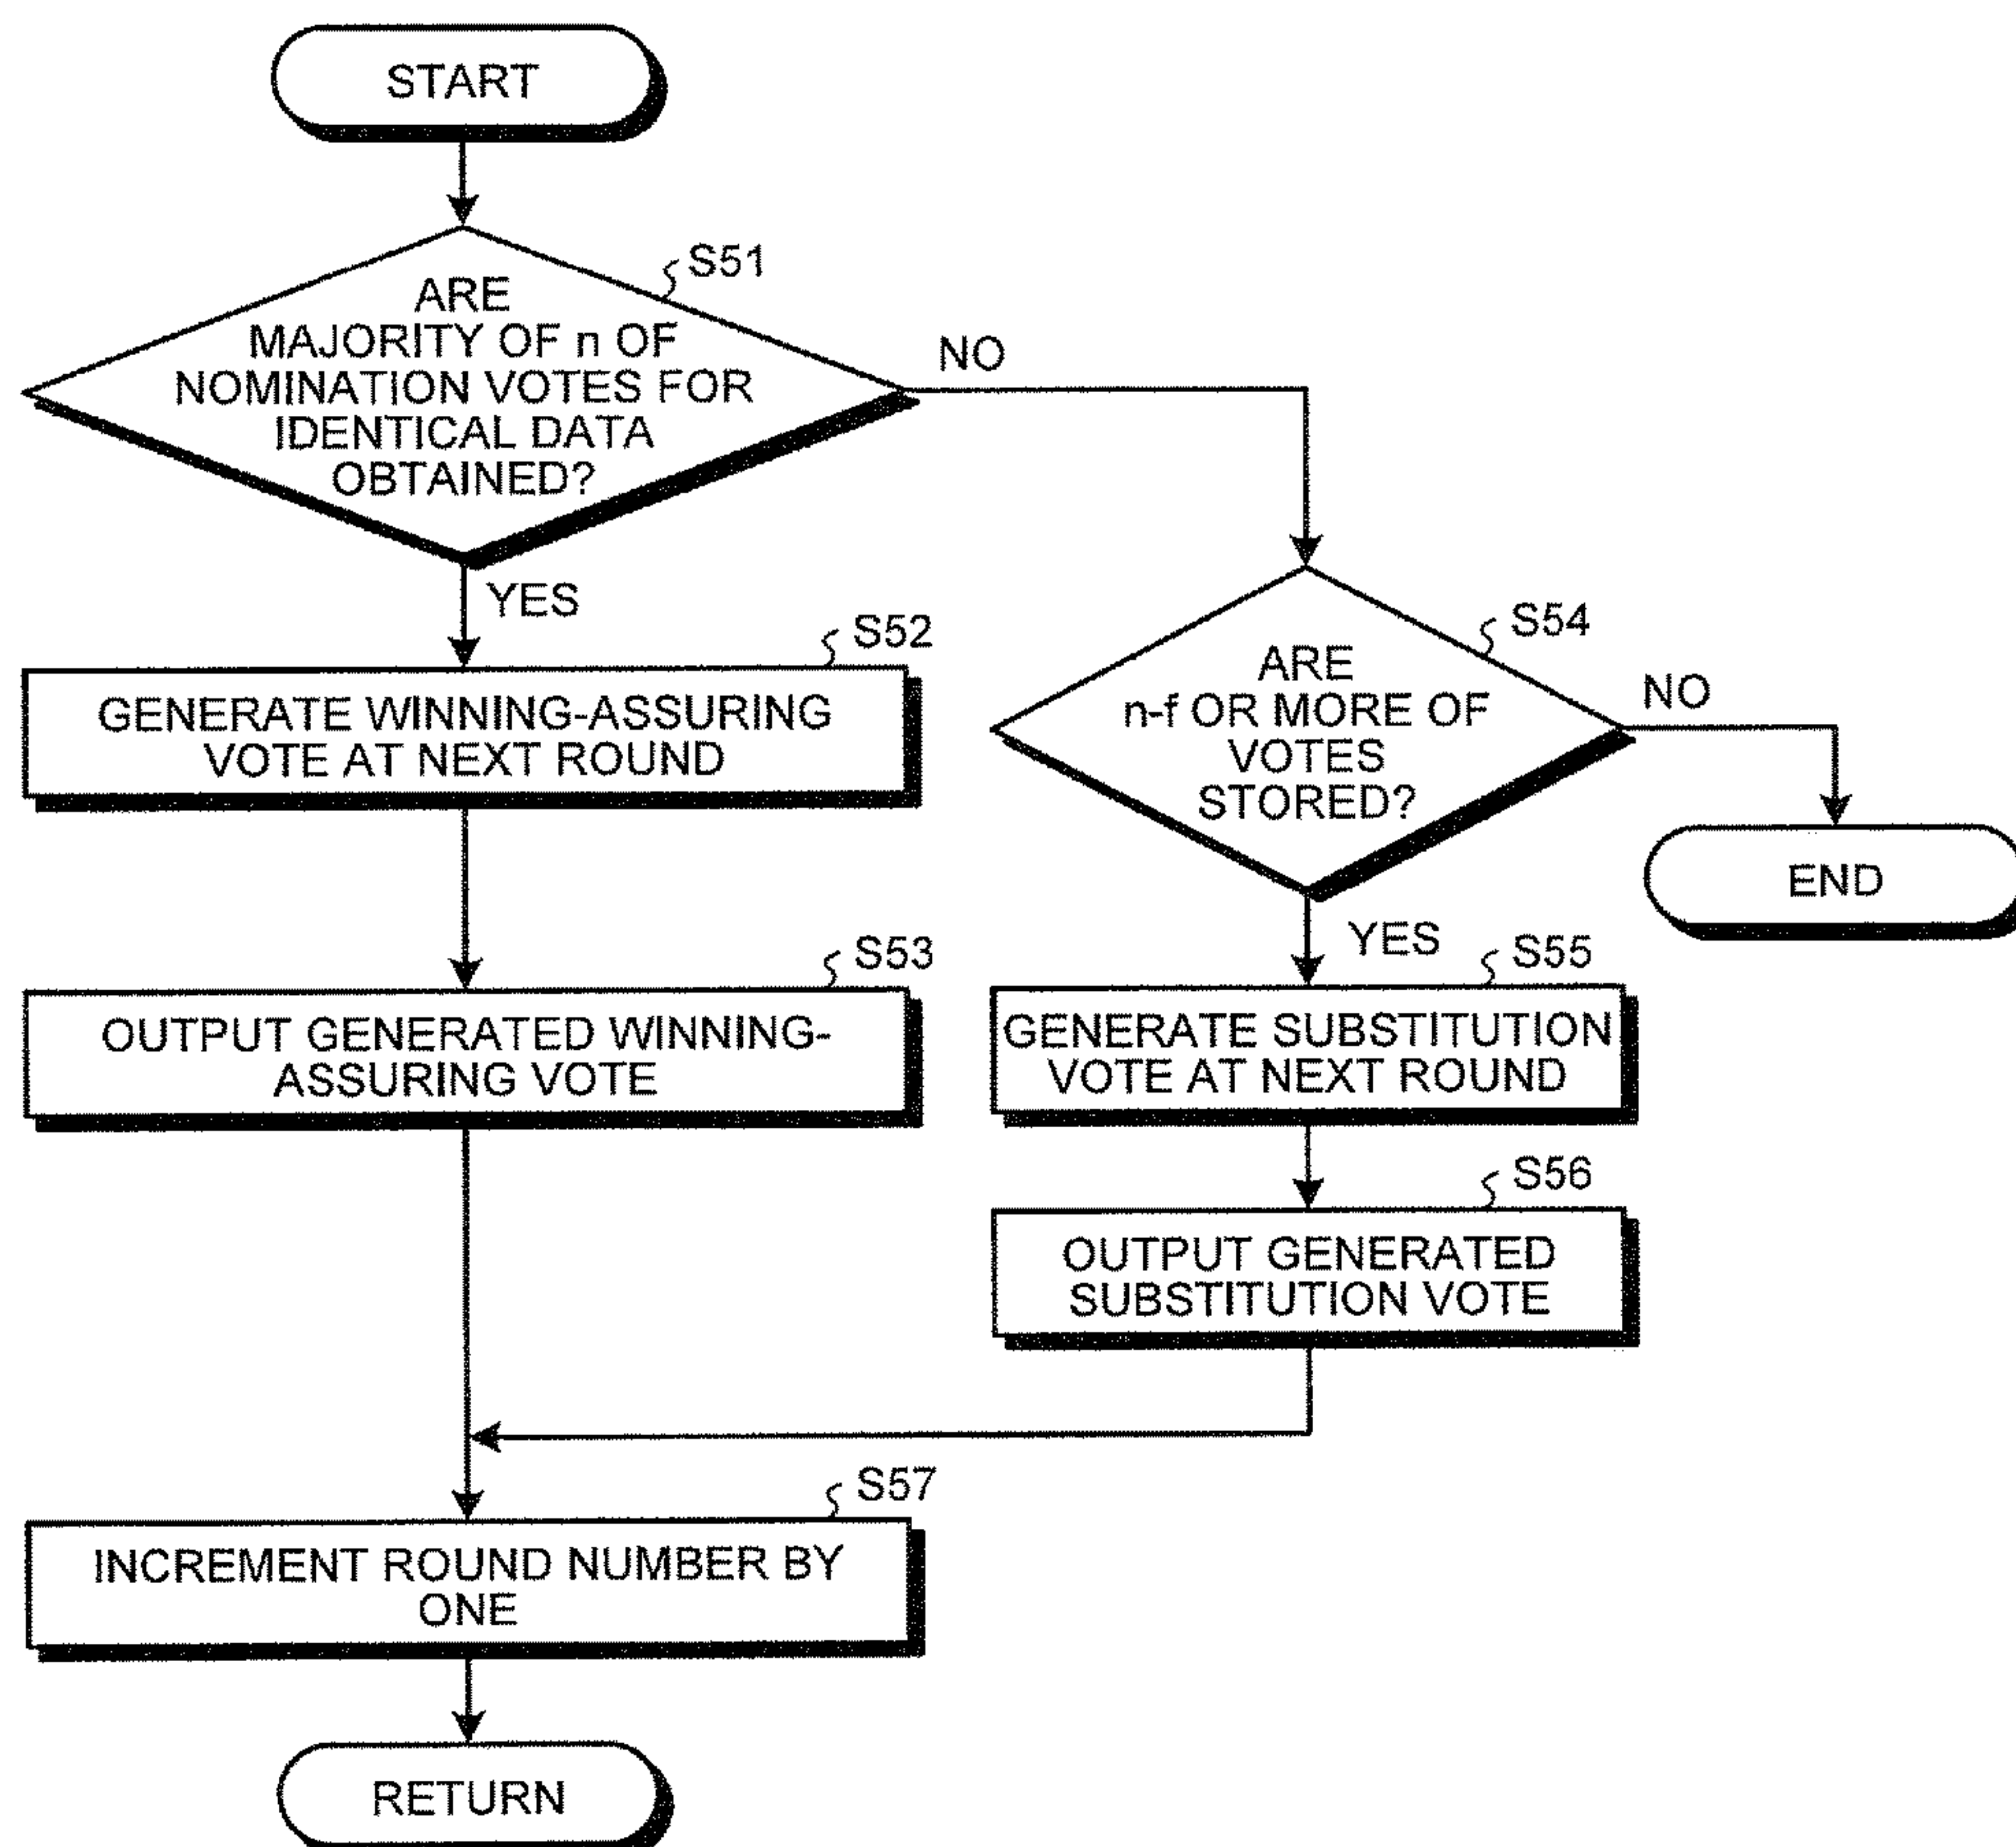 START
S51
ARE
MAJORITY OF n OF
NOMINATION VOTES FOR
IDENTICAL DATA
OBTAINED?
NO
YES
S52
GENERATE WINNING-ASSURING
VOTE AT NEXT ROUND
S53
OUTPUT GENERATED WINNING-
ASSURING VOTE
S54
ARE
n-f OR MORE OF
VOTES
STORED?
NO
END
YES
S55
GENERATE SUBSTITUTION
VOTE AT NEXT ROUND
S56
OUTPUT GENERATED
SUBSTITUTION VOTE
S57
INCREMENT ROUND NUMBER BY
ONE
RETURN